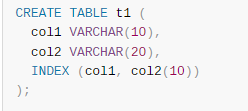 CREATE TABLE t1 (
  col1 VARCHAR(10),
  col2 VARCHAR(20),
  INDEX (col1, col2(10))
);